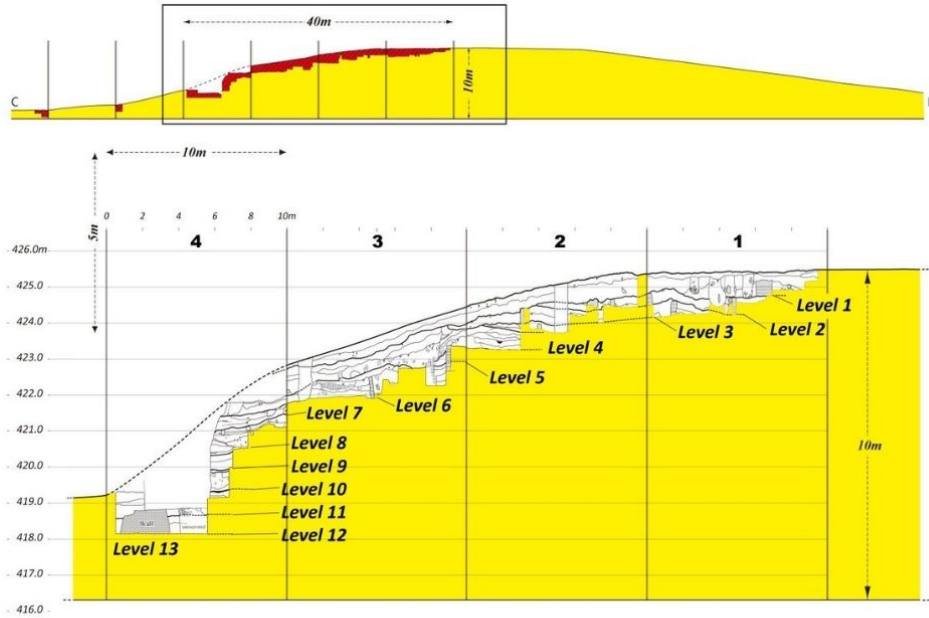 40m
C
10m
10m
5m
0 2 4 6 8 10m
4 3 2 1
426.0m
425.0
424.0
423.0
422.0
421.0
420.0
419.0
418.0
417.0
416.0
Level 1
Level 2
Level 3
Level 4
Level 5
Level 6
Level 7
Level 8
Level 9
Level 10
Level 11
Level 12
Level 13
Wall
10m